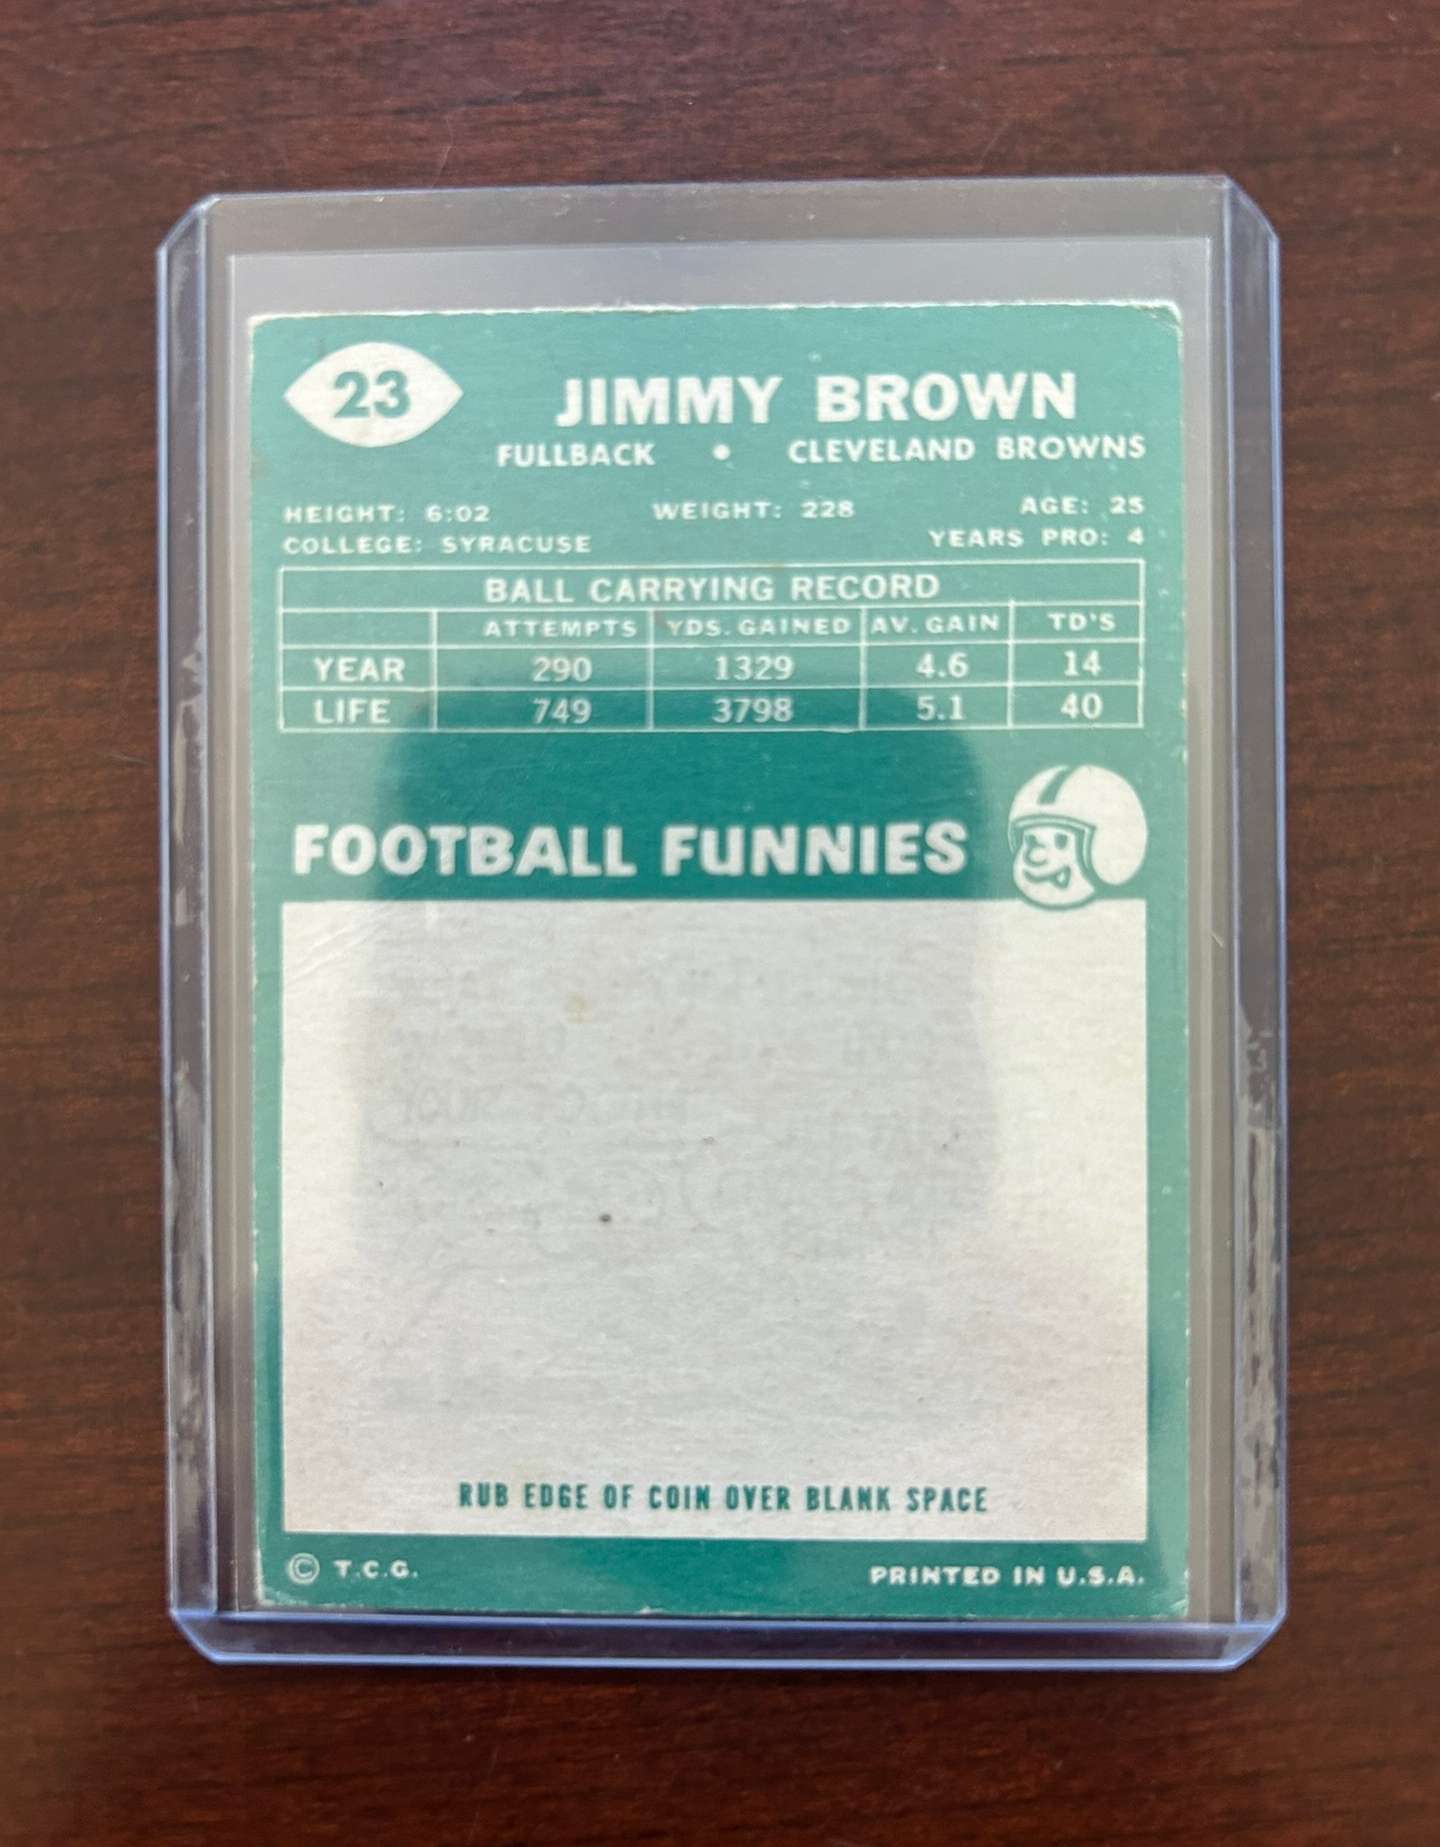 23
JIMMY BROWN
FULLBACK • CLEVELAND BROWNS
HEIGHT: 6:02 WEIGHT: 228 AGE: 25
COLLEGE: SYRACUSE YEARS PRO: 4
BALL CARRYING RECORD
ATTEMPTS YDS. GAINED AV. GAIN TD'S
YEAR 290 1329 4.6 14
LIFE 749 3798 5.1 40
FOOTBALL FUNNIES
RUB EDGE OF COIN OVER BLANK SPACE
© T.C.G. PRINTED IN U.S.A.